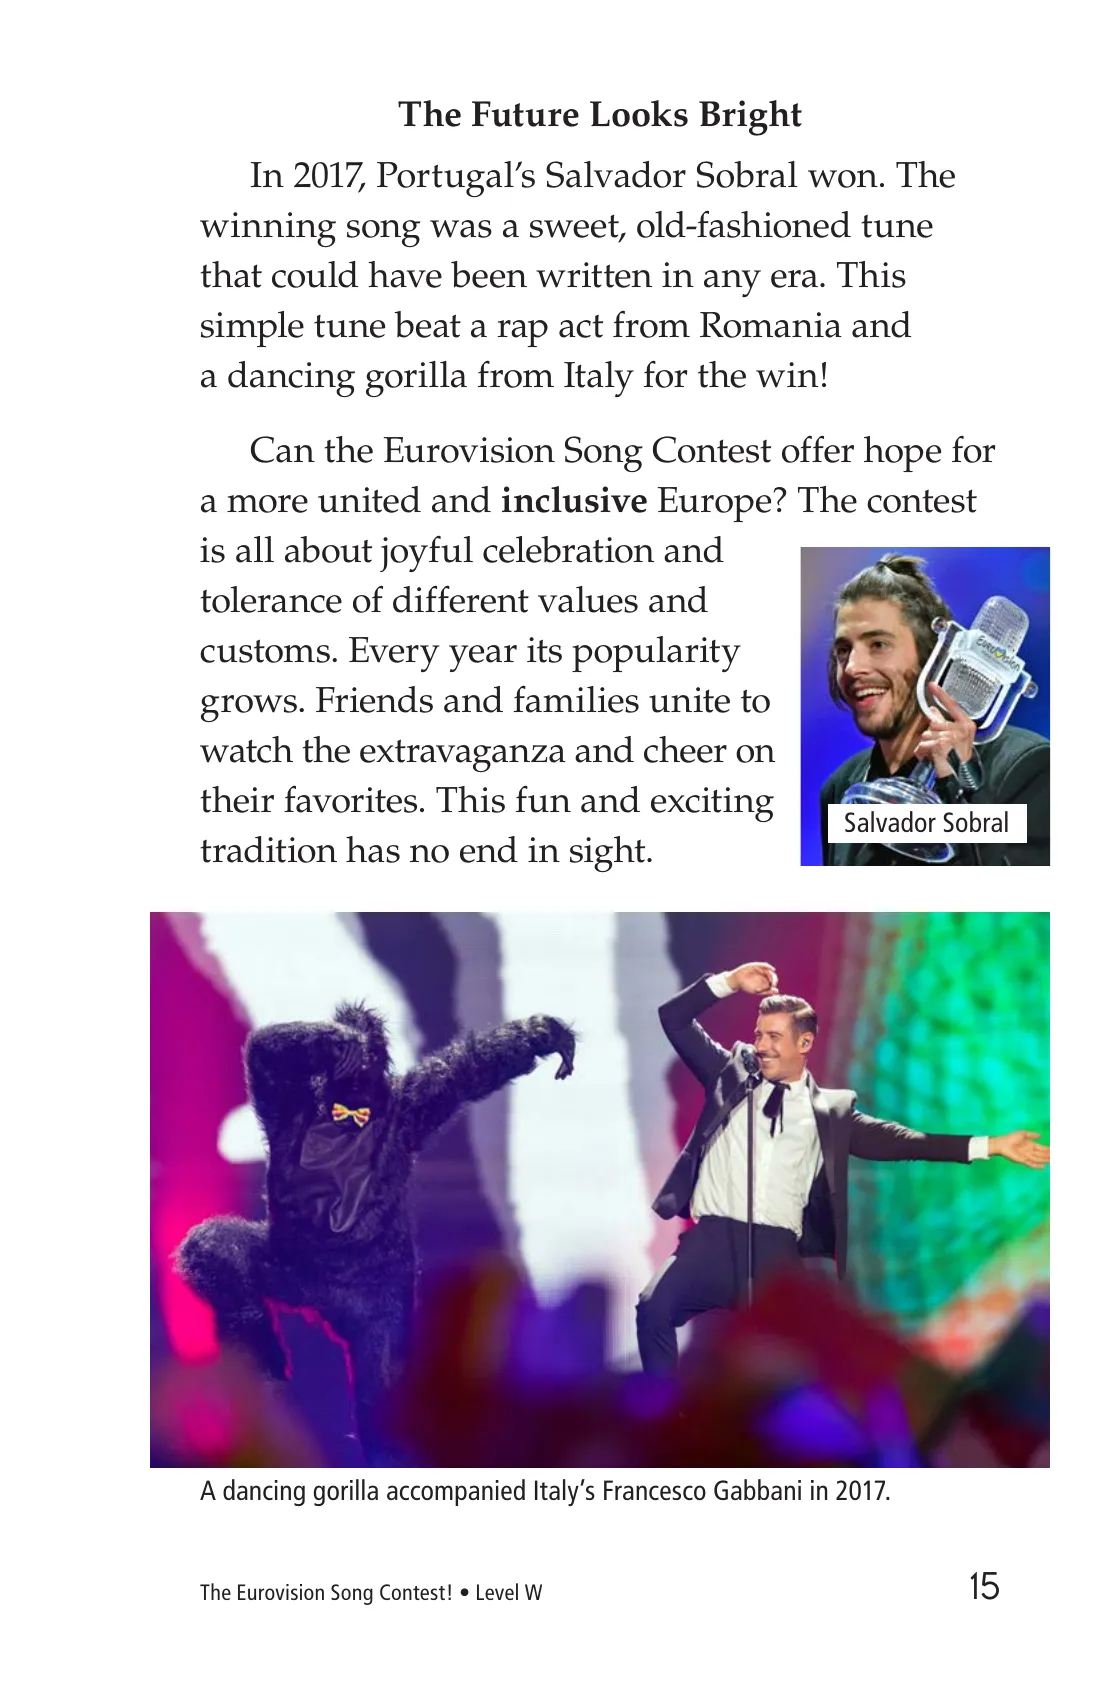 The Future Looks Bright
In 2017, Portugal’s Salvador Sobral won. The
winning song was a sweet, old-fashioned tune
that could have been written in any era. This
simple tune beat a rap act from Romania and
a dancing gorilla from Italy for the win!
Can the Eurovision Song Contest offer hope for
a more united and inclusive Europe? The contest
is all about joyful celebration and
tolerance of different values and
customs. Every year its popularity
grows. Friends and families unite to
watch the extravaganza and cheer on
their favorites. This fun and exciting
tradition has no end in sight.
EUROVISION
Salvador Sobral
A dancing gorilla accompanied Italy’s Francesco Gabbani in 2017.
The Eurovision Song Contest! • Level W
15